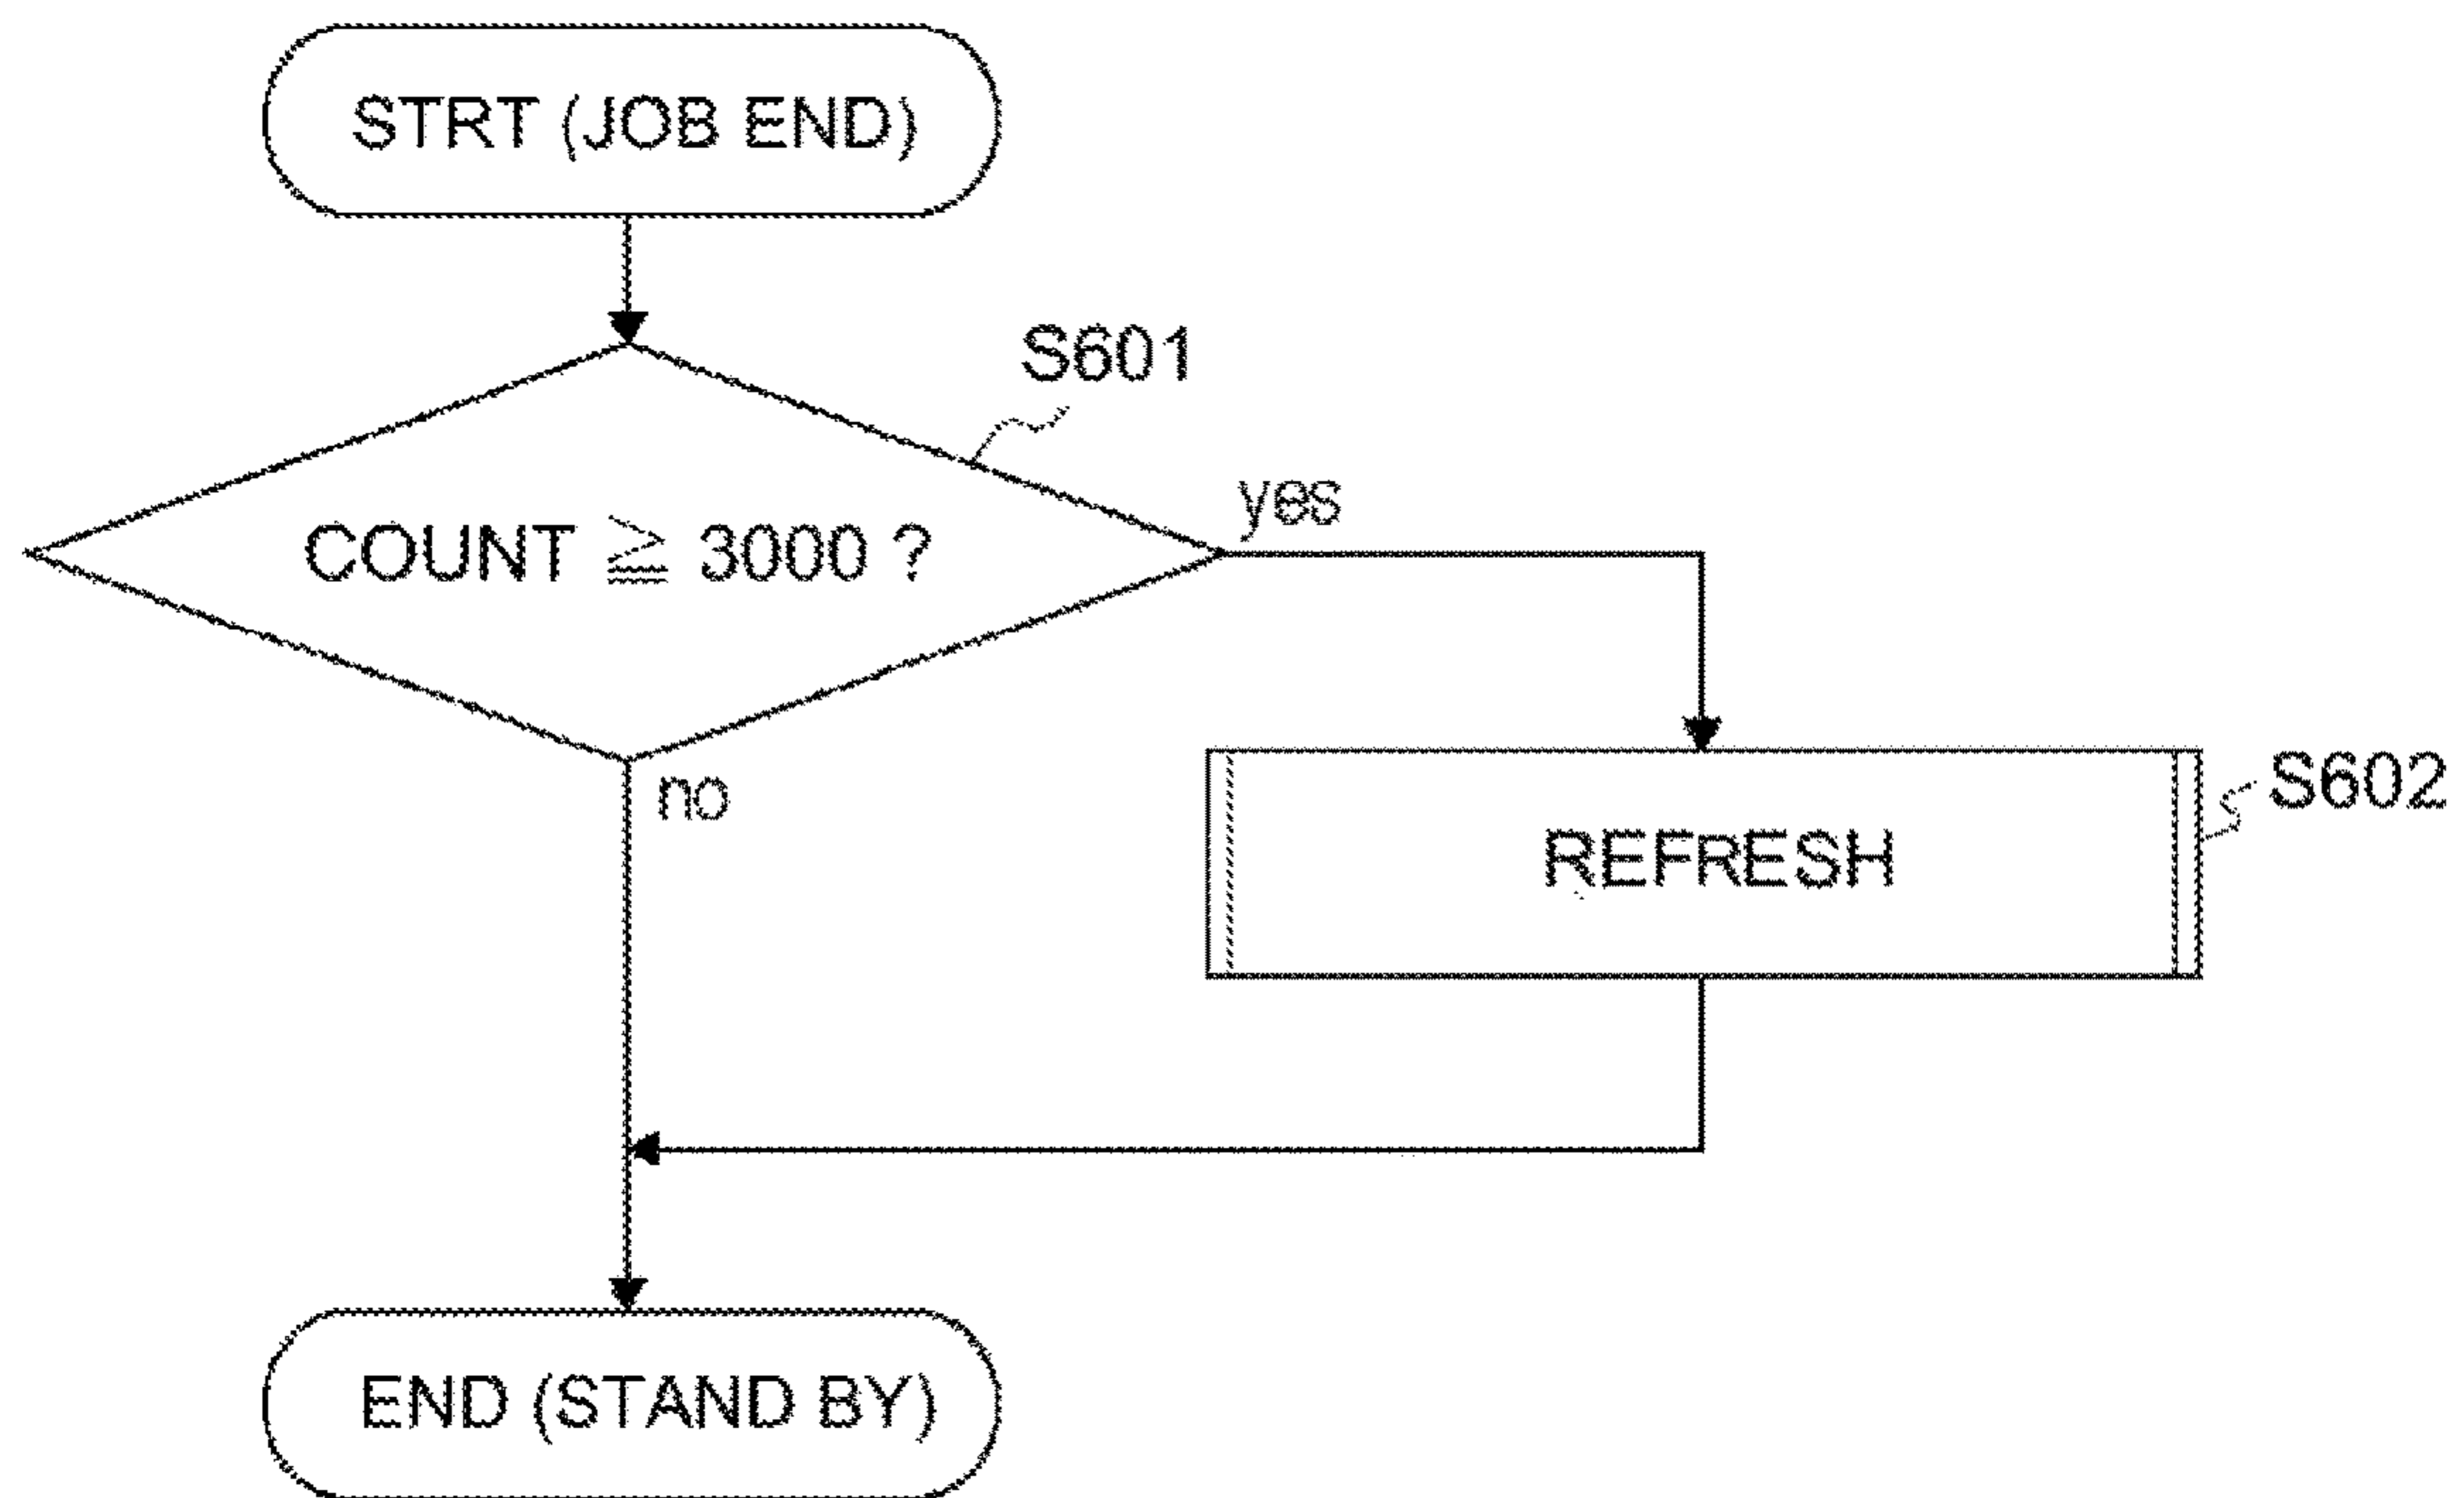 STRT (JOB END)
S601
COUNT ≧ 3000 ?
yes
no
S602
REFRESH
END (STAND BY)